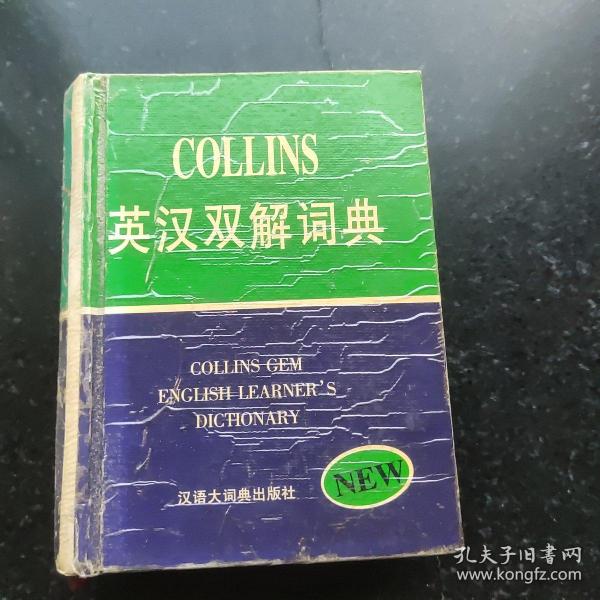 COLLINS
英汉双解词典
COLLINS GEM
ENGLISH LEARNER'S
DICTIONARY
NEW
汉语大词典出版社
孔夫子旧书网
www.kongfz.com